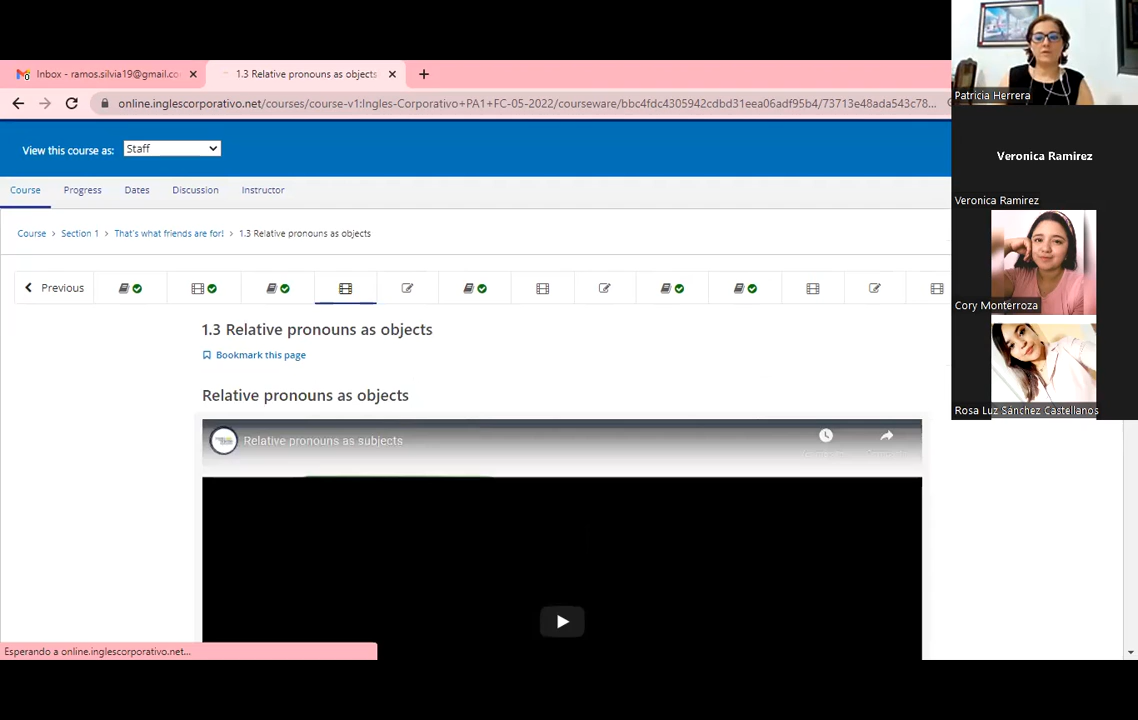 Inbox - ramos.silvia19@gmail.co
1.3 Relative pronouns as objects
online.inglescorporativo.net/courses/course-v1:Ingles-Corporativo+PA1+FC-05-2022/courseware/bbc4fdc4305942cdbd31eea06adf95b4/73713e48ada543c78...
View this course as: Staff
Course Progress Dates Discussion Instructor
Course > Section 1 > That's what friends are for! > 1.3 Relative pronouns as objects
Previous
1.3 Relative pronouns as objects
Bookmark this page
Relative pronouns as objects
Relative pronouns as subjects
Esperando a online.inglescorporativo.net...
Patricia Herrera
Veronica Ramirez
Veronica Ramirez
Cory Monterroza
Rosa Luz Sánchez Castellanos